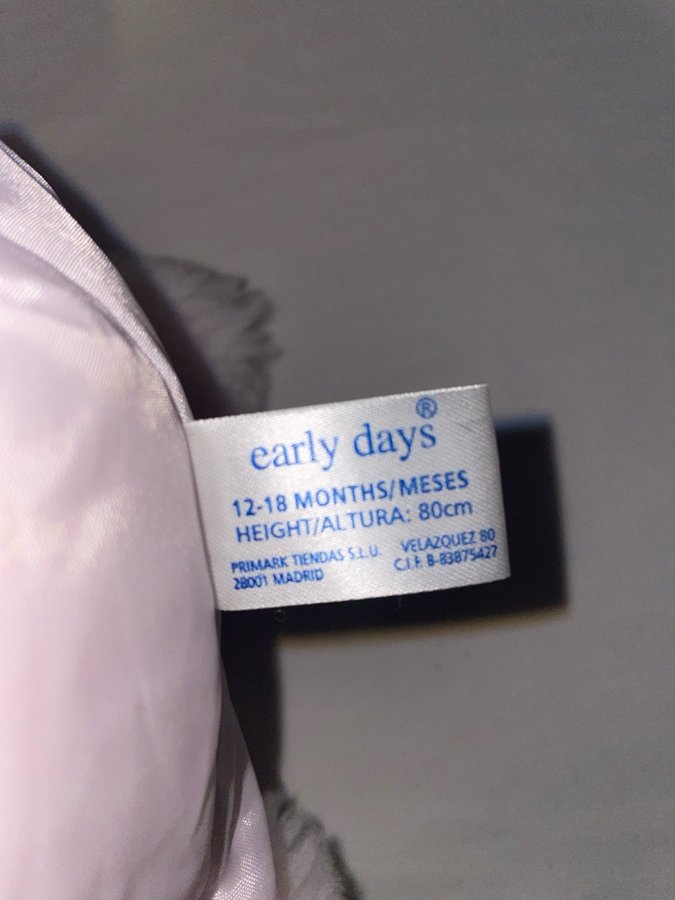 early days®
12-18 MONTHS/MESES
HEIGHT/ALTURA: 80cm
PRIMARK TIENDAS S.L.U. VELAZQUEZ 80
28001 MADRID C.I.F. B-83875427